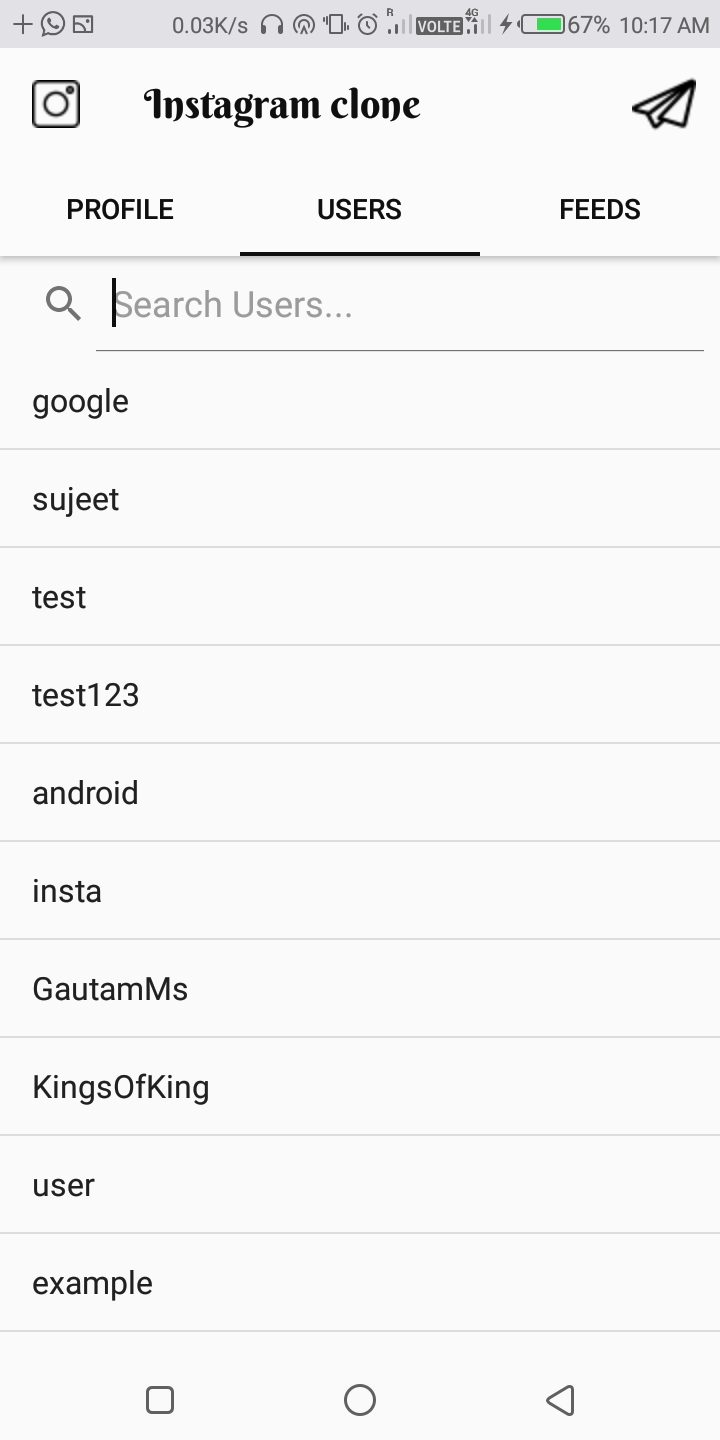 0.03K/s R VOLTE 4G 67% 10:17 AM
Instagram clone
PROFILE USERS FEEDS
Search Users...
google
sujeet
test
test123
android
insta
GautamMs
KingsOfKing
user
example